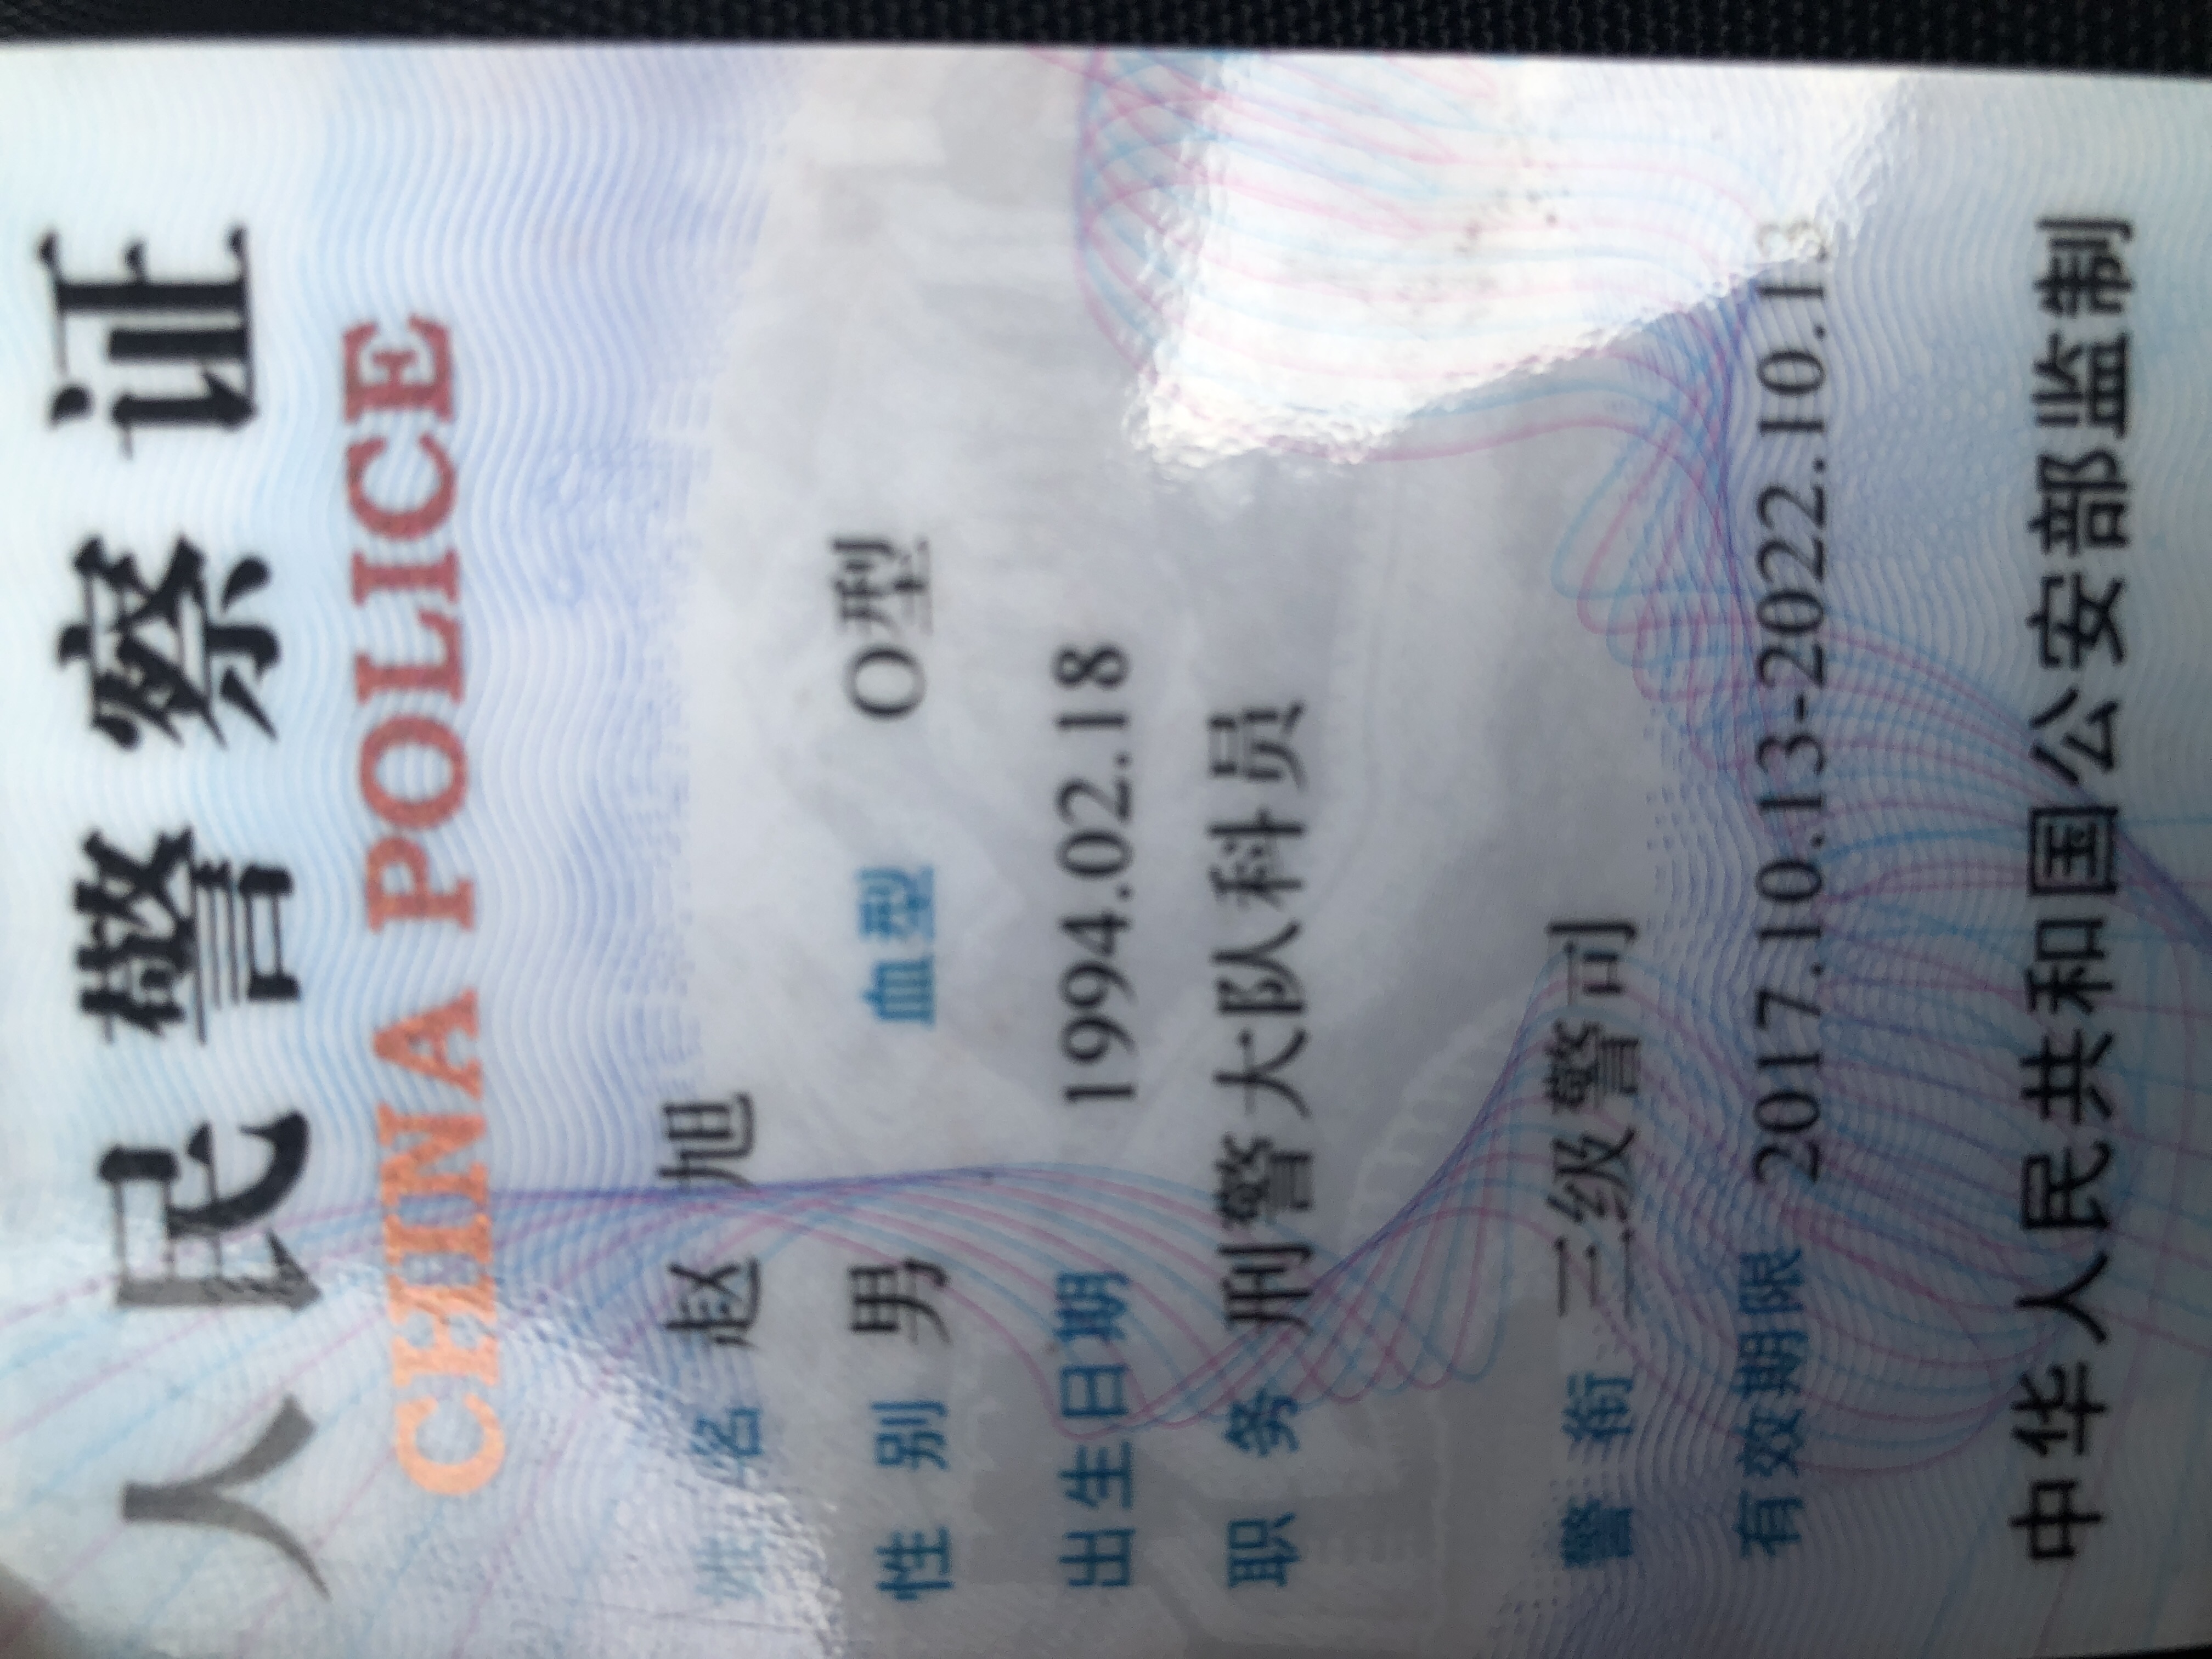 人民警察证
CHINA POLICE
姓名 赵旭
性别 男 血型 O型
出生日期 1994.02.18
职务 刑警大队科员
警衔 三级警司
有效期限 2017.10.13-2022.10.13
中华人民共和国公安部监制